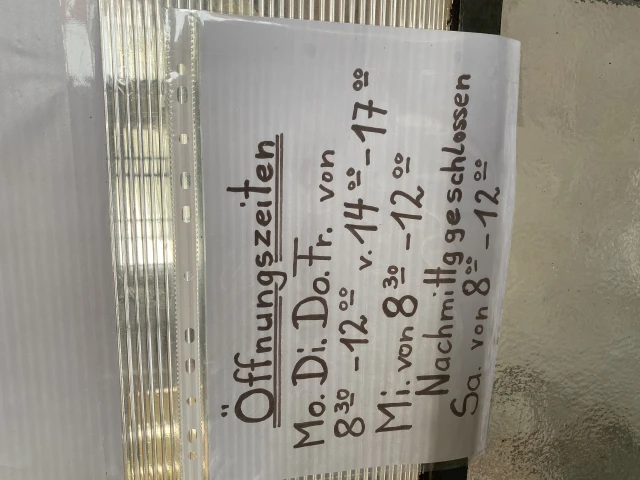 Öffnungszeiten
Mo. Di. Do. Fr. von
8³⁰ - 12⁰⁰ v. 14⁰⁰ - 17⁰⁰
Mi. von 8³⁰ - 12⁰⁰
Nachmittg geschlossen
Sa. von 8⁰⁰ - 12⁰⁰